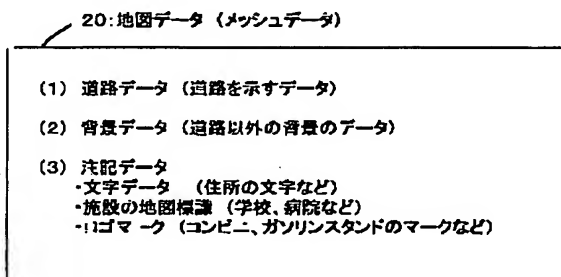 20:地図データ (メッシュデータ)
(1) 道路データ (道路を示すデータ)
(2) 背景データ (道路以外の背景のデータ)
(3) 注記データ
・文字データ (住所の文字など)
・施設の地図標識 (学校、病院など)
・ロゴマーク (コンビニ、ガソリンスタンドのマークなど)